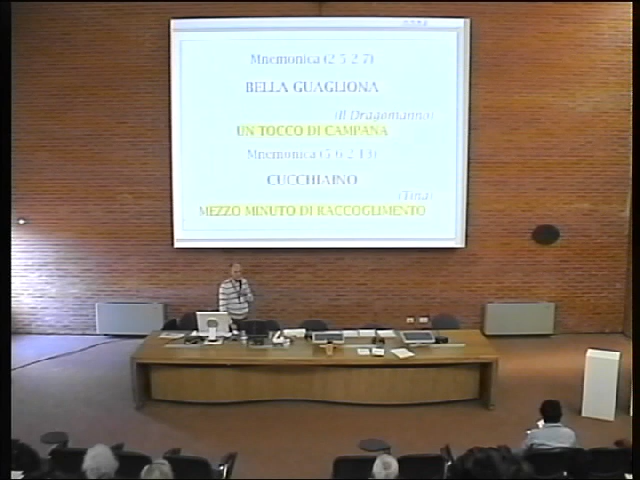 Mnemonica (2 5 2 7)
BELLA GUAGLIONA
(Il Dragomanno)
UN TOCCO DI CAMPANA
Mnemonica (5 6 2 13)
CUCCHIAINO
(Tina)
MEZZO MINUTO DI RACCOGLIMENTO